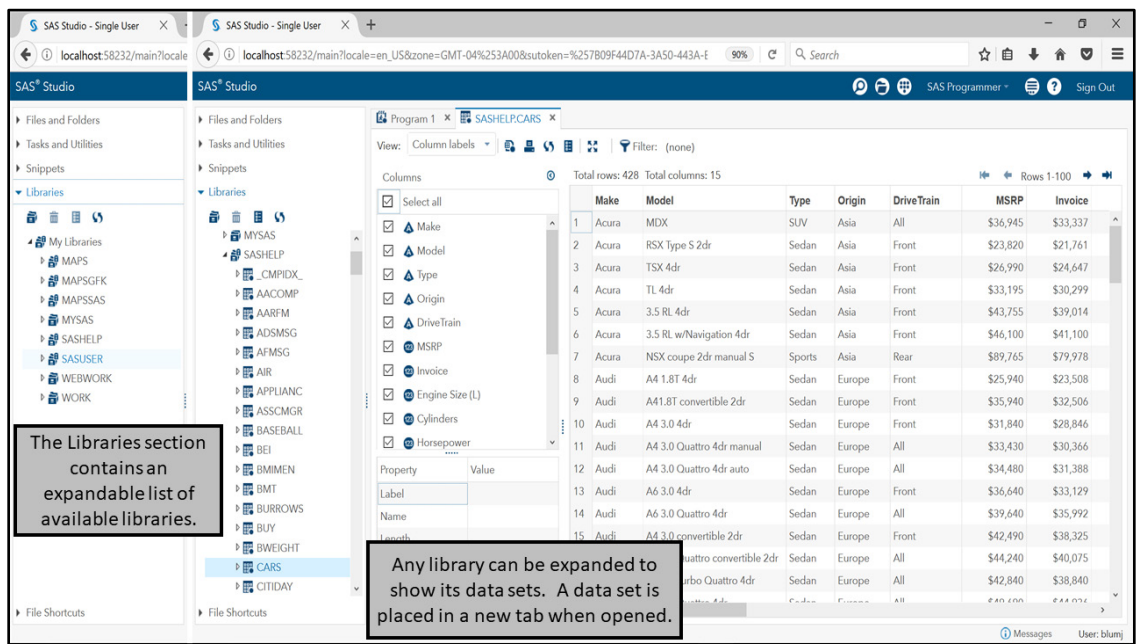 SAS Studio - Single User
SAS Studio - Single User
localhost:58232/main?locale
localhost:58232/main?locale=en_US&zone=GMT-04%253A00&sutoken=%257B09F44D7A-3A50-443A-E
90%
Search
SAS® Studio
SAS® Studio
SAS Programmer
Sign Out
Files and Folders
Tasks and Utilities
Snippets
Libraries
My Libraries
MAPS
MAPSGFK
MAPSSAS
MYSAS
SASHELP
SASUSER
WEBWORK
WORK
The Libraries section
contains an
expandable list of
available libraries.
File Shortcuts
Files and Folders
Tasks and Utilities
Snippets
Libraries
MYSAS
SASHELP
_CMPIDX_
AACOMP
AARFM
ADSMSG
AFMSG
AIR
APPLIANC
ASSCMGR
BASEBALL
BEI
BMIMEN
BMT
BURROWS
BUY
BWEIGHT
CARS
CITIDAY
File Shortcuts
Program 1
SASHELP.CARS
View: Column labels
Filter: (none)
Columns
Select all
Make
Model
Type
Origin
DriveTrain
MSRP
Invoice
Engine Size (L)
Cylinders
Horsepower
Property Value
Label
Name
Total rows: 428 Total columns: 15
Rows 1-100
Make Model Type Origin DriveTrain MSRP Invoice
1 Acura MDX SUV Asia All $36,945 $33,337
2 Acura RSX Type S 2dr Sedan Asia Front $23,820 $21,761
3 Acura TSX 4dr Sedan Asia Front $26,990 $24,647
4 Acura TL 4dr Sedan Asia Front $33,195 $30,299
5 Acura 3.5 RL 4dr Sedan Asia Front $43,755 $39,014
6 Acura 3.5 RL w/Navigation 4dr Sedan Asia Front $46,100 $41,100
7 Acura NSX coupe 2dr manual S Sports Asia Rear $89,765 $79,978
8 Audi A4 1.8T 4dr Sedan Europe Front $25,940 $23,508
9 Audi A41.8T convertible 2dr Sedan Europe Front $35,940 $32,506
10 Audi A4 3.0 4dr Sedan Europe Front $31,840 $28,846
11 Audi A4 3.0 Quattro 4dr manual Sedan Europe All $33,430 $30,366
12 Audi A4 3.0 Quattro 4dr auto Sedan Europe All $34,480 $31,388
13 Audi A6 3.0 4dr Sedan Europe Front $36,640 $33,129
14 Audi A6 3.0 Quattro 4dr Sedan Europe All $39,640 $35,992
15 Audi A4 3.0 convertible 2dr Sedan Europe Front $42,490 $38,325
convertible 2dr Sedan Europe All $44,240 $40,075
Quattro 4dr Sedan Europe All $42,840 $38,840
Any library can be expanded to
show its data sets. A data set is
placed in a new tab when opened.
Messages
User: blumj